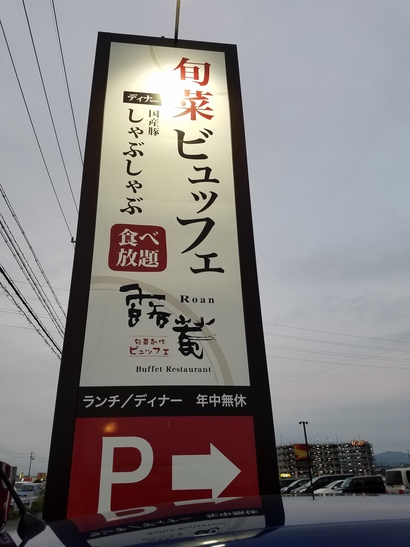 旬菜ビュッフェ
ディナー
国産豚
しゃぶしゃぶ
食べ
放題
露菴
Roan
旬菜創作
ビュッフェ
Buffet Restaurant
ランチ／ディナー 年中無休
P